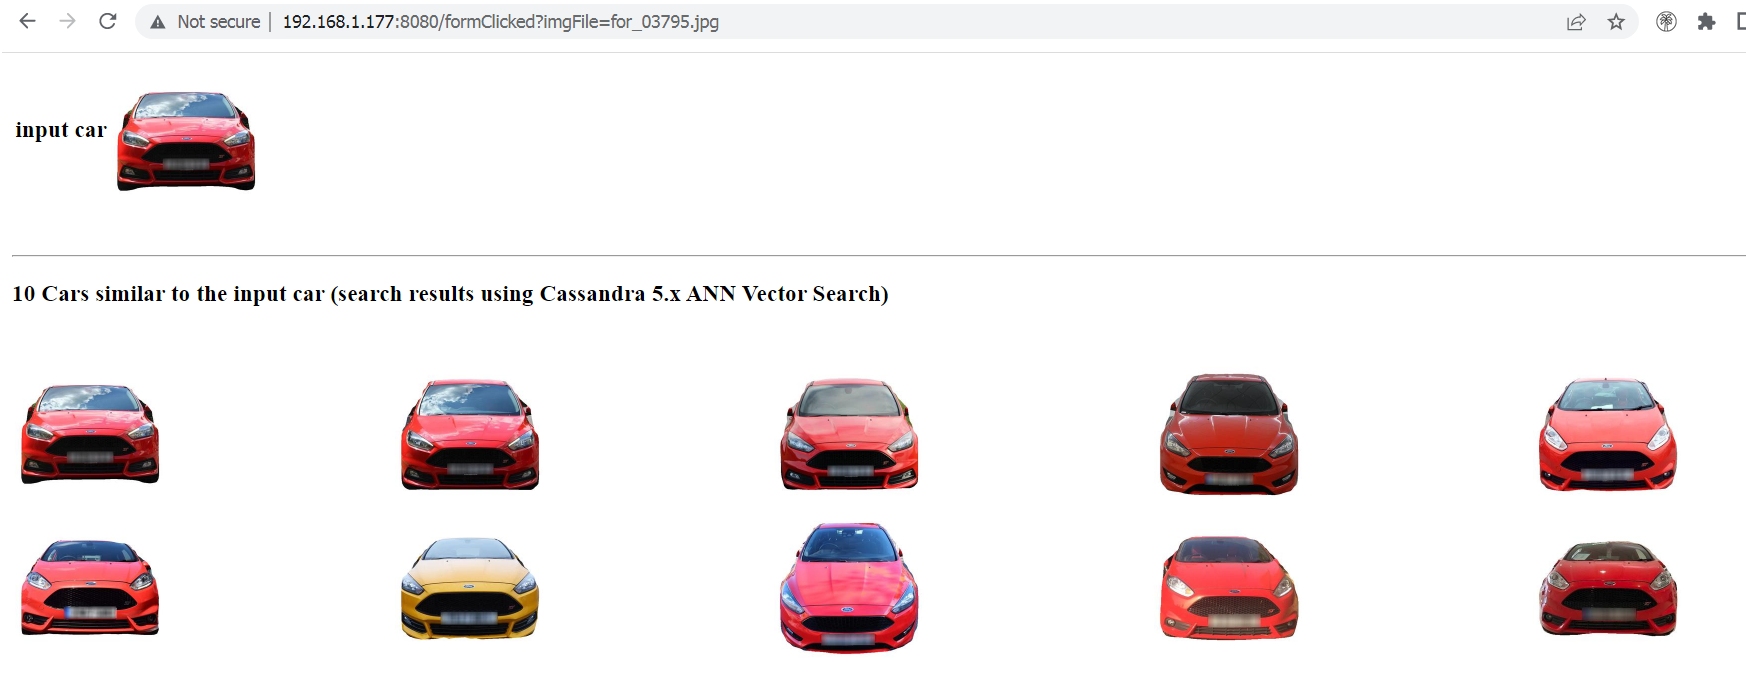 Not secure | 192.168.1.177:8080/formClicked?imgFile=for_03795.jpg
input car
10 Cars similar to the input car (search results using Cassandra 5.x ANN Vector Search)